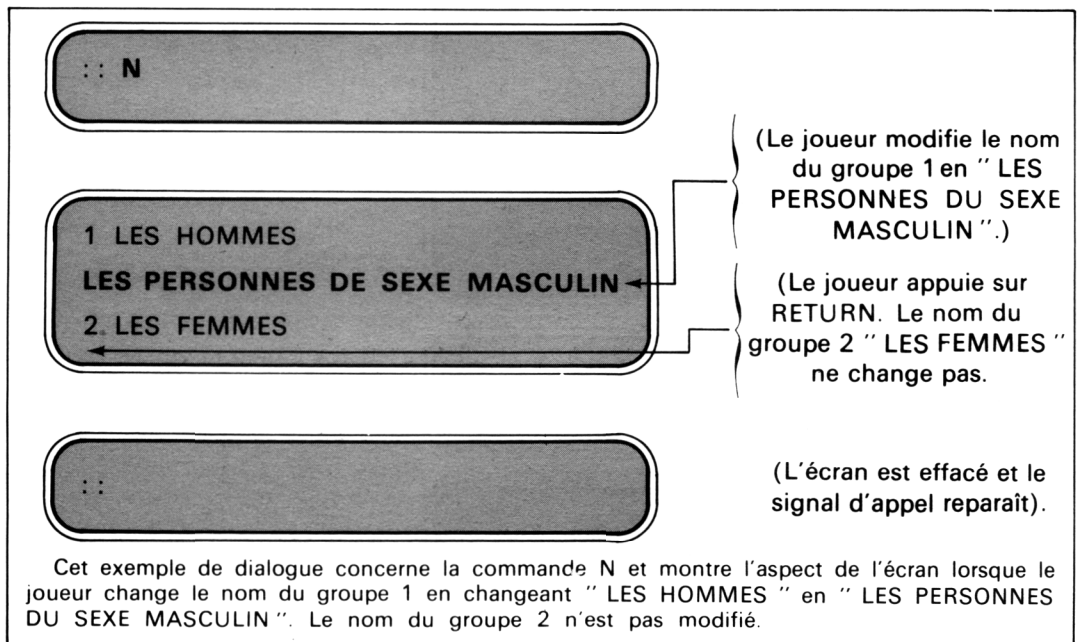 :: N
(Le joueur modifie le nom
du groupe 1 en " LES
PERSONNES DU SEXE
MASCULIN ".)
1 LES HOMMES
LES PERSONNES DE SEXE MASCULIN
2. LES FEMMES
(Le joueur appuie sur
RETURN. Le nom du
groupe 2 " LES FEMMES "
ne change pas.
::
(L'écran est effacé et le
signal d'appel reparaît).
Cet exemple de dialogue concerne la commande N et montre l'aspect de l'écran lorsque le
joueur change le nom du groupe 1 en changeant " LES HOMMES " en " LES PERSONNES
DU SEXE MASCULIN ". Le nom du groupe 2 n'est pas modifié.